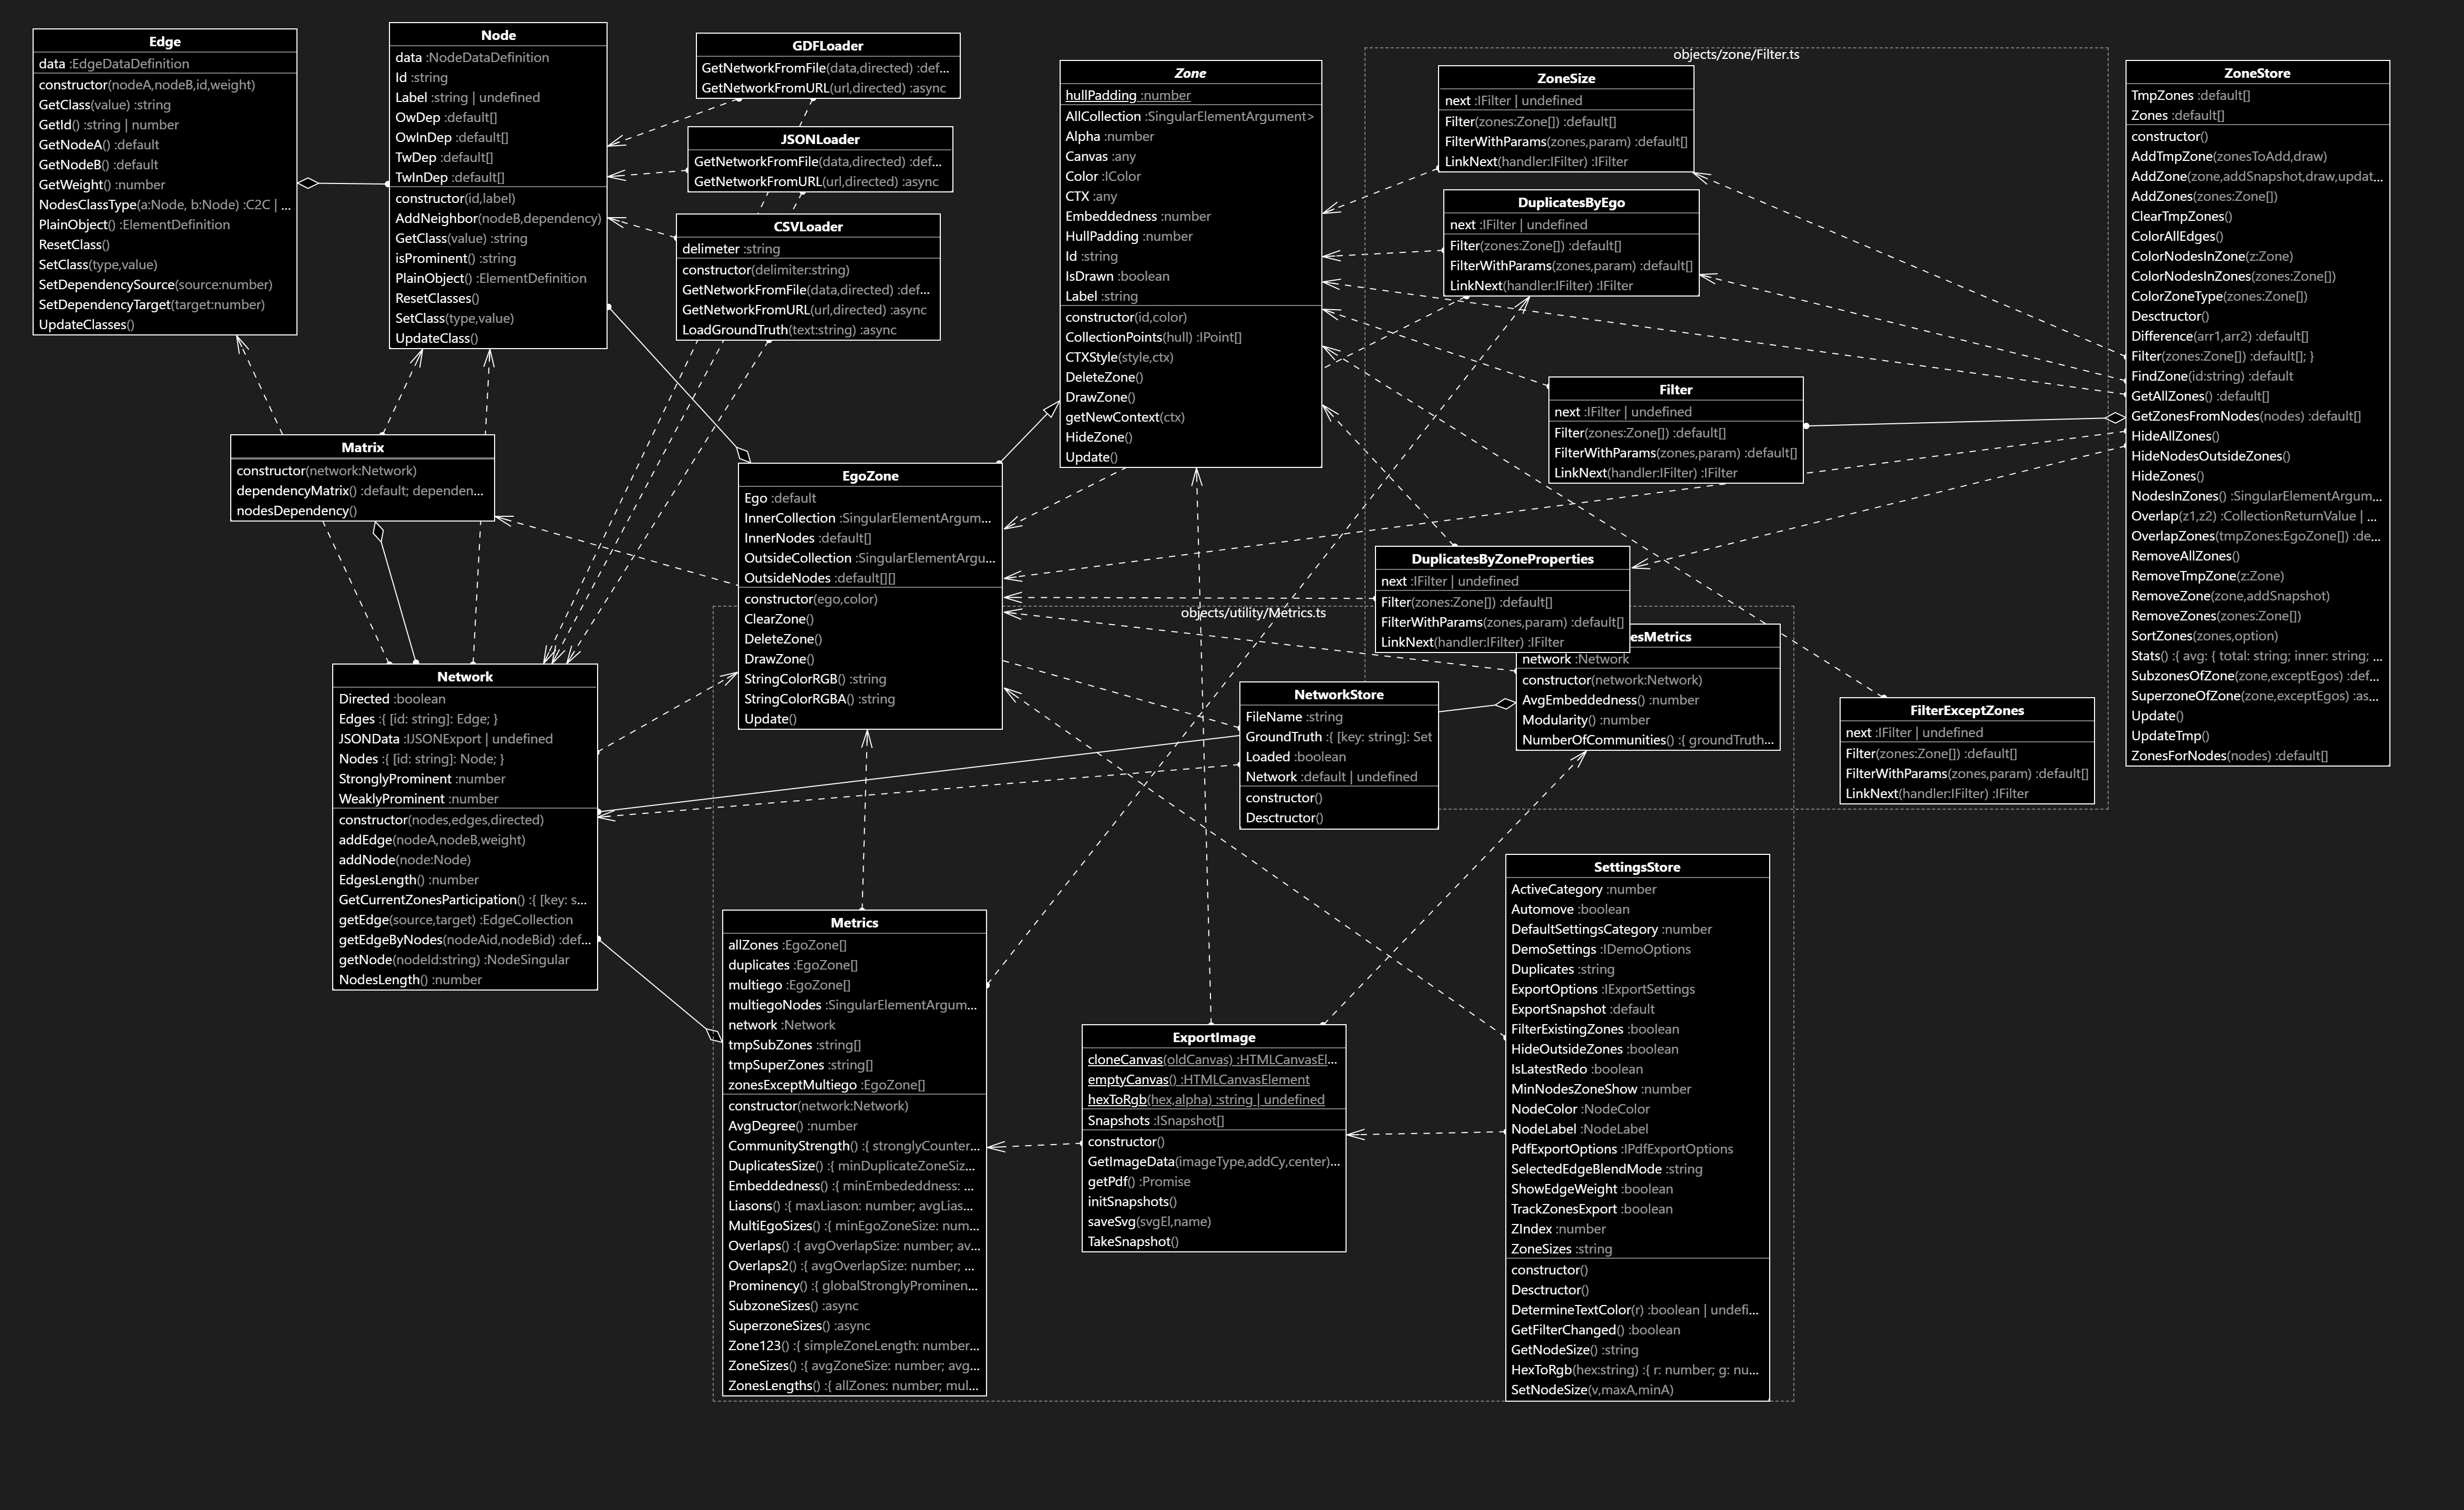 Edge
data :EdgeDataDefinition
constructor(nodeA,nodeB,id,weight)
GetClass(value) :string
GetId() :string | number
GetNodeA() :default
GetNodeB() :default
GetWeight() :number
NodesClassType(a:Node, b:Node) :C2C | ...
PlainObject() :ElementDefinition
ResetClass()
SetClass(type,value)
SetDependencySource(source:number)
SetDependencyTarget(target:number)
UpdateClasses()
Node
data :NodeDataDefinition
Id :string
Label :string | undefined
OwDep :default[]
OwInDep :default[]
TwDep :default[]
TwInDep :default[]
constructor(id,label)
AddNeighbor(nodeB,dependency)
GetClass(value) :string
isProminent() :string
PlainObject() :ElementDefinition
ResetClasses()
SetClass(type,value)
UpdateClass()
GDFLoader
GetNetworkFromFile(data,directed) :def...
GetNetworkFromURL(url,directed) :async
JSONLoader
GetNetworkFromFile(data,directed) :def...
GetNetworkFromURL(url,directed) :async
CSVLoader
delimeter :string
constructor(delimiter:string)
GetNetworkFromFile(data,directed) :def...
GetNetworkFromURL(url,directed) :async
LoadGroundTruth(text:string) :async
Zone
hullPadding :number
AllCollection :SingularElementArgument>
Alpha :number
Canvas :any
Color :IColor
CTX :any
Embeddedness :number
HullPadding :number
Id :string
IsDrawn :boolean
Label :string
constructor(id,color)
CollectionPoints(hull) :IPoint[]
CTXStyle(style,ctx)
DeleteZone()
DrawZone()
getNewContext(ctx)
HideZone()
Update()
objects/zone/Filter.ts
ZoneSize
next :IFilter | undefined
Filter(zones:Zone[]) :default[]
FilterWithParams(zones,param) :default[]
LinkNext(handler:IFilter) :IFilter
DuplicatesByEgo
next :IFilter | undefined
Filter(zones:Zone[]) :default[]
FilterWithParams(zones,param) :default[]
LinkNext(handler:IFilter) :IFilter
Filter
next :IFilter | undefined
Filter(zones:Zone[]) :default[]
FilterWithParams(zones,param) :default[]
LinkNext(handler:IFilter) :IFilter
ZoneStore
TmpZones :default[]
Zones :default[]
constructor()
AddTmpZone(zonesToAdd,draw)
AddZone(zone,addSnapshot,draw,updat...
AddZones(zones:Zone[])
ClearTmpZones()
ColorAllEdges()
ColorNodesInZone(z:Zone)
ColorNodesInZones(zones:Zone[])
ColorZoneType(zones:Zone[])
Desctructor()
Difference(arr1,arr2) :default[]
Filter(zones:Zone[]) :default[]; }
FindZone(id:string) :default
GetAllZones() :default[]
GetZonesFromNodes(nodes) :default[]
HideAllZones()
HideNodesOutsideZones()
HideZones()
NodesInZones() :SingularElementArgum...
Overlap(z1,z2) :CollectionReturnValue | ...
OverlapZones(tmpZones:EgoZone[]) :de...
RemoveAllZones()
RemoveTmpZone(z:Zone)
RemoveZone(zone,addSnapshot)
RemoveZones(zones:Zone[])
SortZones(zones,option)
Stats() :{ avg: { total: string; inner: string; ...
SubzonesOfZone(zone,exceptEgos) :def...
SuperzoneOfZone(zone,exceptEgos) :as...
Update()
UpdateTmp()
ZonesForNodes(nodes) :default[]
Matrix
constructor(network:Network)
dependencyMatrix() :default; dependen...
nodesDependency()
EgoZone
Ego :default
InnerCollection :SingularElementArgum...
InnerNodes :default[]
OutsideCollection :SingularElementArgu...
OutsideNodes :default[][]
constructor(ego,color)
ClearZone()
DeleteZone()
DrawZone()
StringColorRGB() :string
StringColorRGBA() :string
Update()
DuplicatesByZoneProperties
next :IFilter | undefined
Filter(zones:Zone[]) :default[]
FilterWithParams(zones,param) :default[]
LinkNext(handler:IFilter) :IFilter
objects/utility/Metrics.ts
esMetrics
network :Network
constructor(network:Network)
AvgEmbeddedness() :number
Modularity() :number
NumberOfCommunities() :{ groundTruth...
NetworkStore
FileName :string
GroundTruth :{ [key: string]: Set
Loaded :boolean
Network :default | undefined
constructor()
Desctructor()
FilterExceptZones
next :IFilter | undefined
Filter(zones:Zone[]) :default[]
FilterWithParams(zones,param) :default[]
LinkNext(handler:IFilter) :IFilter
Network
Directed :boolean
Edges :{ [id: string]: Edge; }
JSONData :IJSONExport | undefined
Nodes :{ [id: string]: Node; }
StronglyProminent :number
WeaklyProminent :number
constructor(nodes,edges,directed)
addEdge(nodeA,nodeB,weight)
addNode(node:Node)
EdgesLength() :number
GetCurrentZonesParticipation() :{ [key: s...
getEdge(source,target) :EdgeCollection
getEdgeByNodes(nodeAid,nodeBid) :def...
getNode(nodeId:string) :NodeSingular
NodesLength() :number
Metrics
allZones :EgoZone[]
duplicates :EgoZone[]
multiego :EgoZone[]
multiegoNodes :SingularElementArgum...
network :Network
tmpSubZones :string[]
tmpSuperZones :string[]
zonesExceptMultiego :EgoZone[]
constructor(network:Network)
AvgDegree() :number
CommunityStrength() :{ stronglyCounter...
DuplicatesSize() :{ minDuplicateZoneSiz...
Embeddedness() :{ minEmbededdness: ...
Liasons() :{ maxLiason: number; avgLias...
MultiEgoSizes() :{ minEgoZoneSize: num...
Overlaps() :{ avgOverlapSize: number; av...
Overlaps2() :{ avgOverlapSize: number; ...
Prominency() :{ globalStronglyProminen...
SubzoneSizes() :async
SuperzoneSizes() :async
Zone123() :{ simpleZoneLength: number...
ZoneSizes() :{ avgZoneSize: number; avg...
ZonesLengths() :{ allZones: number; mul...
ExportImage
cloneCanvas(oldCanvas) :HTMLCanvasEl...
emptyCanvas() :HTMLCanvasElement
hexToRgb(hex,alpha) :string | undefined
Snapshots :ISnapshot[]
constructor()
GetImageData(imageType,addCy,center)...
getPdf() :Promise
initSnapshots()
saveSvg(svgEl,name)
TakeSnapshot()
SettingsStore
ActiveCategory :number
Automove :boolean
DefaultSettingsCategory :number
DemoSettings :IDemoOptions
Duplicates :string
ExportOptions :IExportSettings
ExportSnapshot :default
FilterExistingZones :boolean
HideOutsideZones :boolean
IsLatestRedo :boolean
MinNodesZoneShow :number
NodeColor :NodeColor
NodeLabel :NodeLabel
PdfExportOptions :IPdfExportOptions
SelectedEdgeBlendMode :string
ShowEdgeWeight :boolean
TrackZonesExport :boolean
ZIndex :number
ZoneSizes :string
constructor()
Desctructor()
DetermineTextColor(r) :boolean | undefi...
GetFilterChanged() :boolean
GetNodeSize() :string
HexToRgb(hex:string) :{ r: number; g: nu...
SetNodeSize(v,maxA,minA)